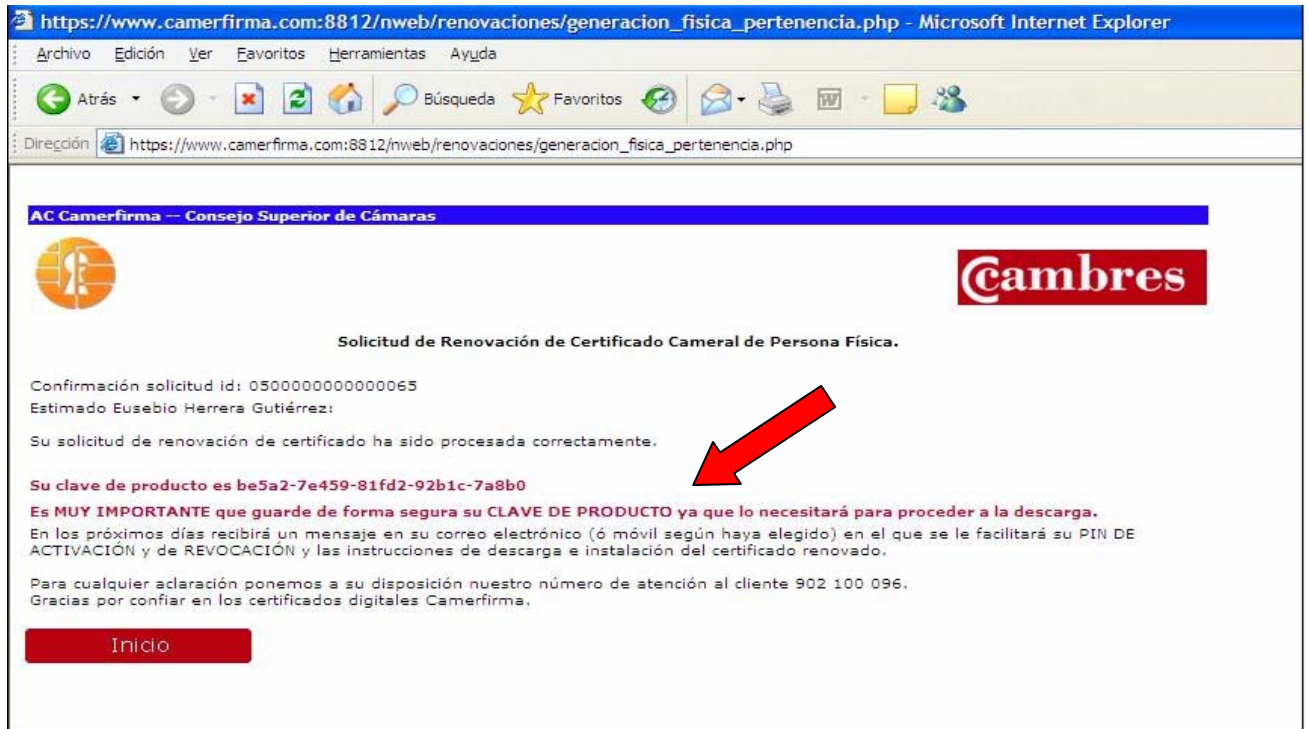 https://www.camerfirma.com:8812/nweb/renovaciones/generacion_fisica_pertenencia.php - Microsoft Internet Explorer
Archivo Edición Ver Favoritos Herramientas Ayuda
Atrás Búsqueda Favoritos
Dirección https://www.camerfirma.com:8812/nweb/renovaciones/generacion_fisica_pertenencia.php
AC Camerfirma -- Consejo Superior de Cámaras
Cambres
Solicitud de Renovación de Certificado Cameral de Persona Física.
Confirmación solicitud id: 0500000000000065
Estimado Eusebio Herrera Gutiérrez:
Su solicitud de renovación de certificado ha sido procesada correctamente.
Su clave de producto es be5a2-7e459-81fd2-92b1c-7a8b0
Es MUY IMPORTANTE que guarde de forma segura su CLAVE DE PRODUCTO ya que lo necesitará para proceder a la descarga.
En los próximos días recibirá un mensaje en su correo electrónico (ó móvil según haya elegido) en el que se le facilitará su PIN DE
ACTIVACIÓN y de REVOCACIÓN y las instrucciones de descarga e instalación del certificado renovado.
Para cualquier aclaración ponemos a su disposición nuestro número de atención al cliente 902 100 096.
Gracias por confiar en los certificados digitales Camerfirma.
Inicio